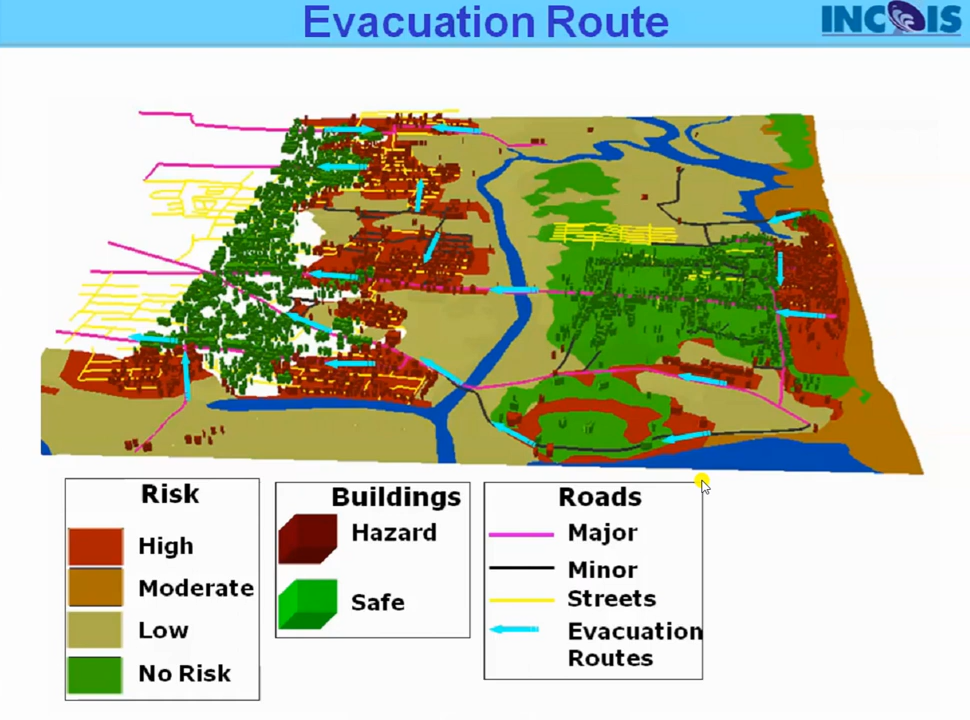 Evacuation Route
INCOIS
Risk
High
Moderate
Low
No Risk
Buildings
Hazard
Safe
Roads
Major
Minor
Streets
Evacuation
Routes